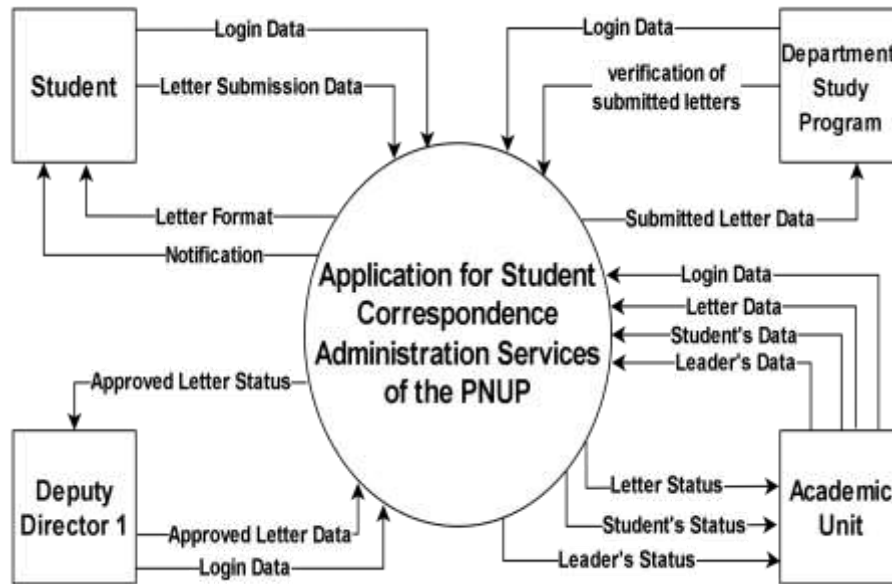 Login Data
Student
Letter Submission Data
Letter Format
Notification
Login Data
verification of
submitted letters
Department
Study
Program
Submitted Letter Data
Application for Student
Correspondence
Administration Services
of the PNUP
Login Data
Letter Data
Student's Data
Leader's Data
Approved Letter Status
Deputy
Director 1
Approved Letter Data
Login Data
Letter Status
Student's Status
Leader's Status
Academic
Unit